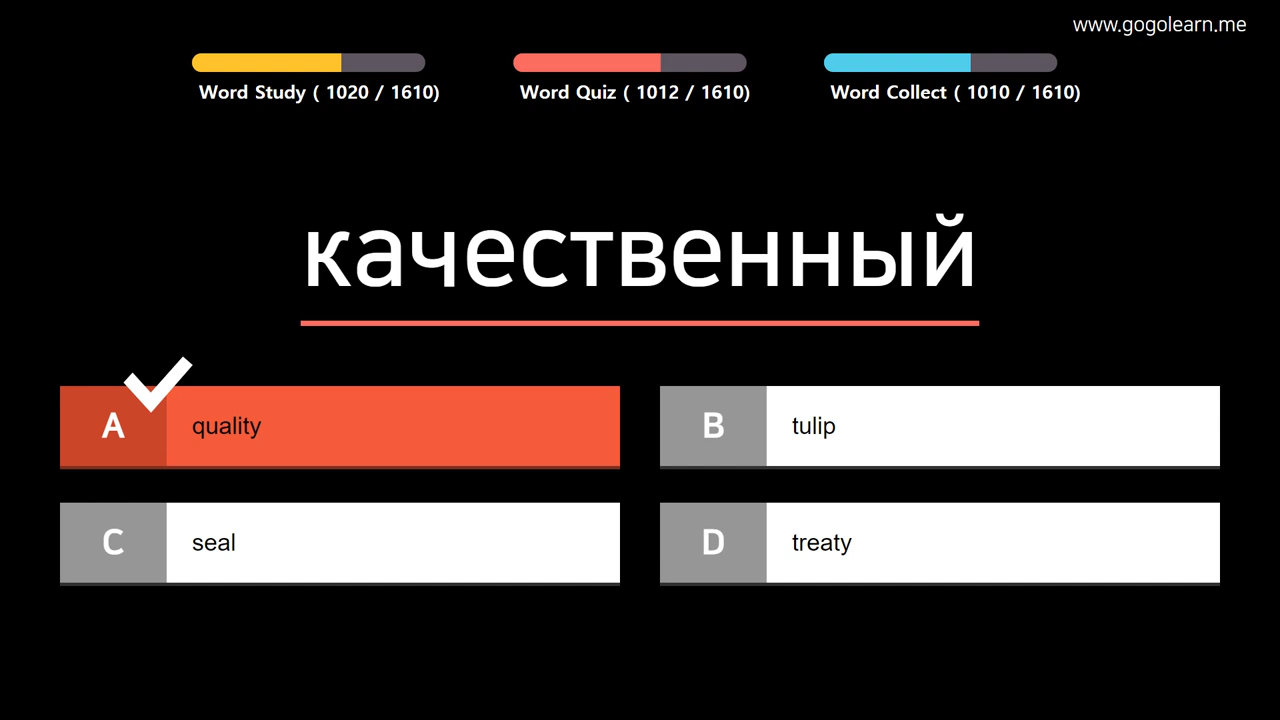 www.gogolearn.me
Word Study ( 1020 / 1610)
Word Quiz ( 1012 / 1610)
Word Collect ( 1010 / 1610)
качественный
A quality
B tulip
C seal
D treaty